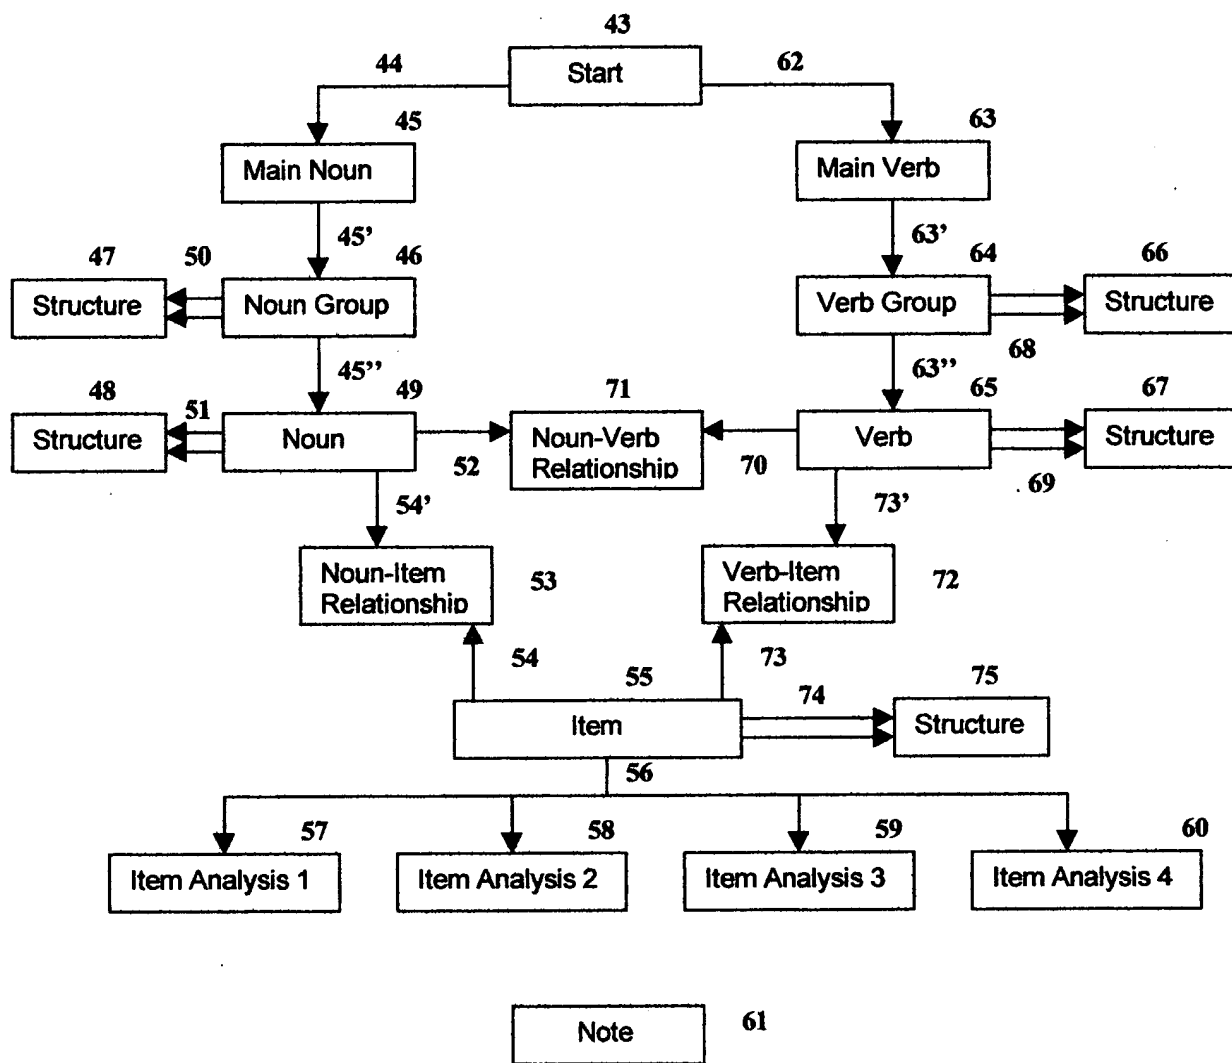 43
44
Start
62
45
63
Main Noun
Main Verb
45'
63'
47
50
46
64
66
Structure
Noun Group
Verb Group
Structure
68
45''
63''
48
51
49
71
65
67
Structure
Noun
Noun-Verb
Relationship
Verb
Structure
52
70
69
54'
73'
Noun-Item
Relationship
53
Verb-Item
Relationship
72
54
73
55
74
75
Item
Structure
56
57
58
59
60
Item Analysis 1
Item Analysis 2
Item Analysis 3
Item Analysis 4
Note
61